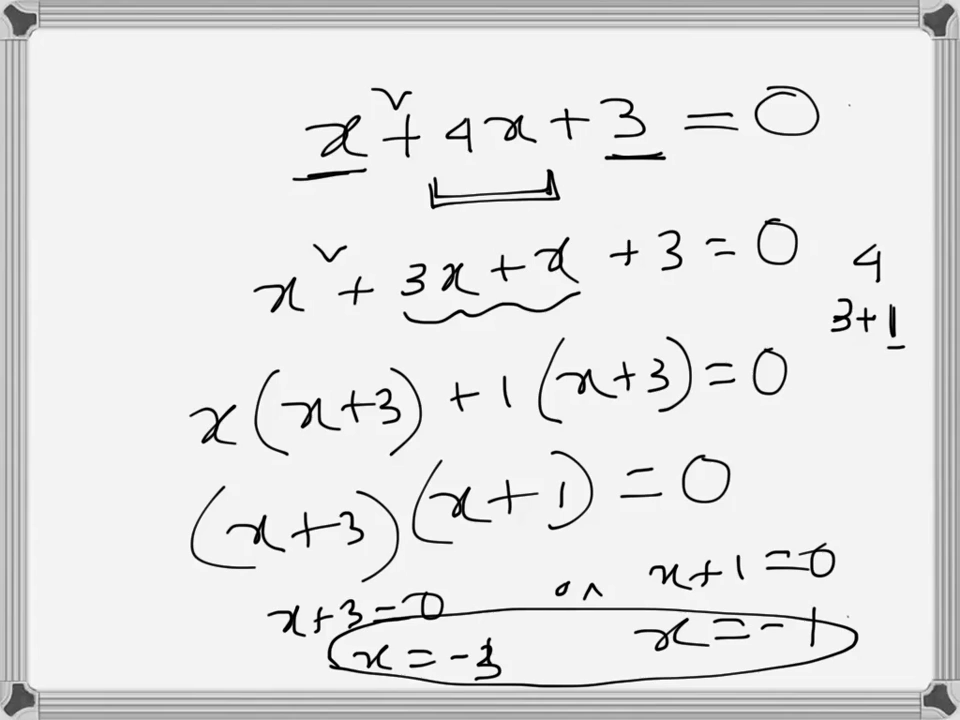 x² + 4x + 3 = 0
x² + 3x + x + 3 = 0
4
3+1
x(x+3) + 1(x+3) = 0
(x+3)(x+1) = 0
x+3=0 or x+1=0
x = -3 x = -1